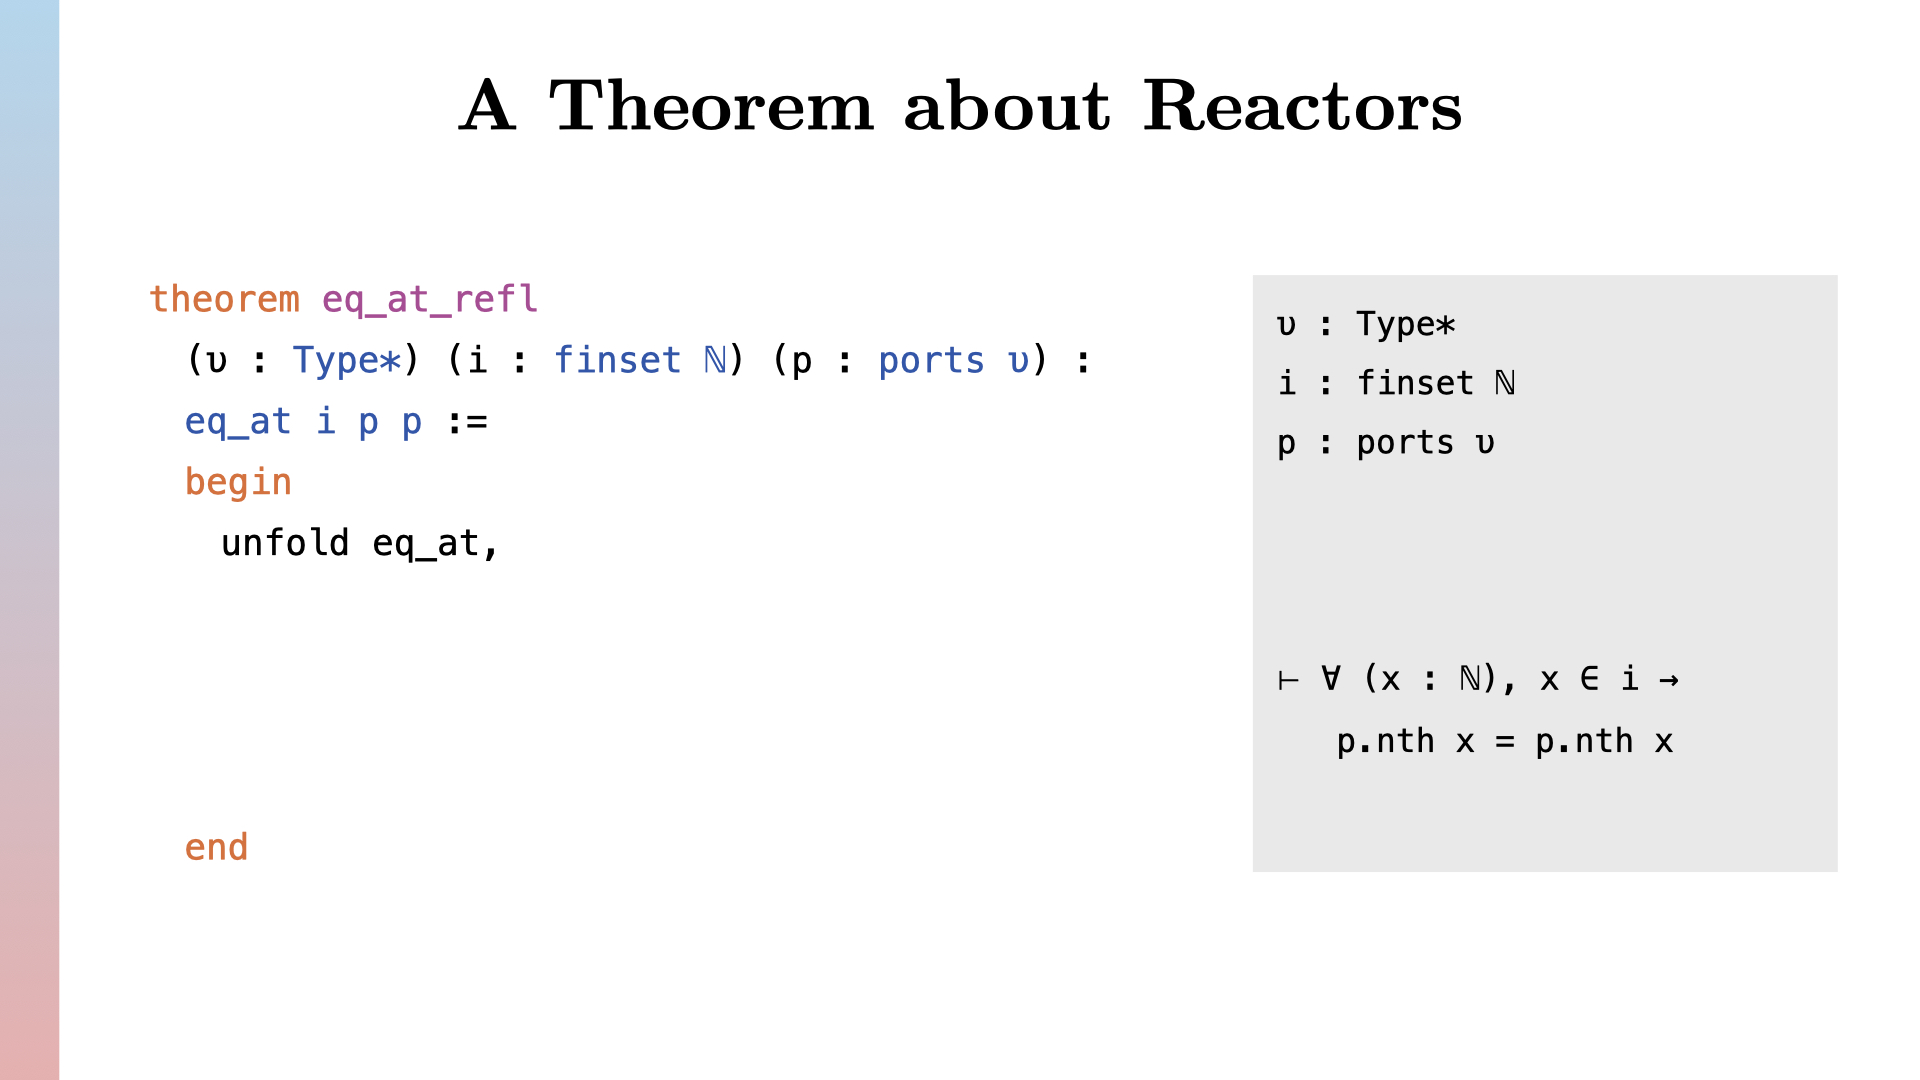 A Theorem about Reactors
theorem eq_at_refl
(υ : Type*) (i : finset ℕ) (p : ports υ) :
eq_at i p p :=
begin
unfold eq_at,
end
υ : Type*
i : finset ℕ
p : ports υ
⊢ ∀ (x : ℕ), x ∈ i →
p.nth x = p.nth x